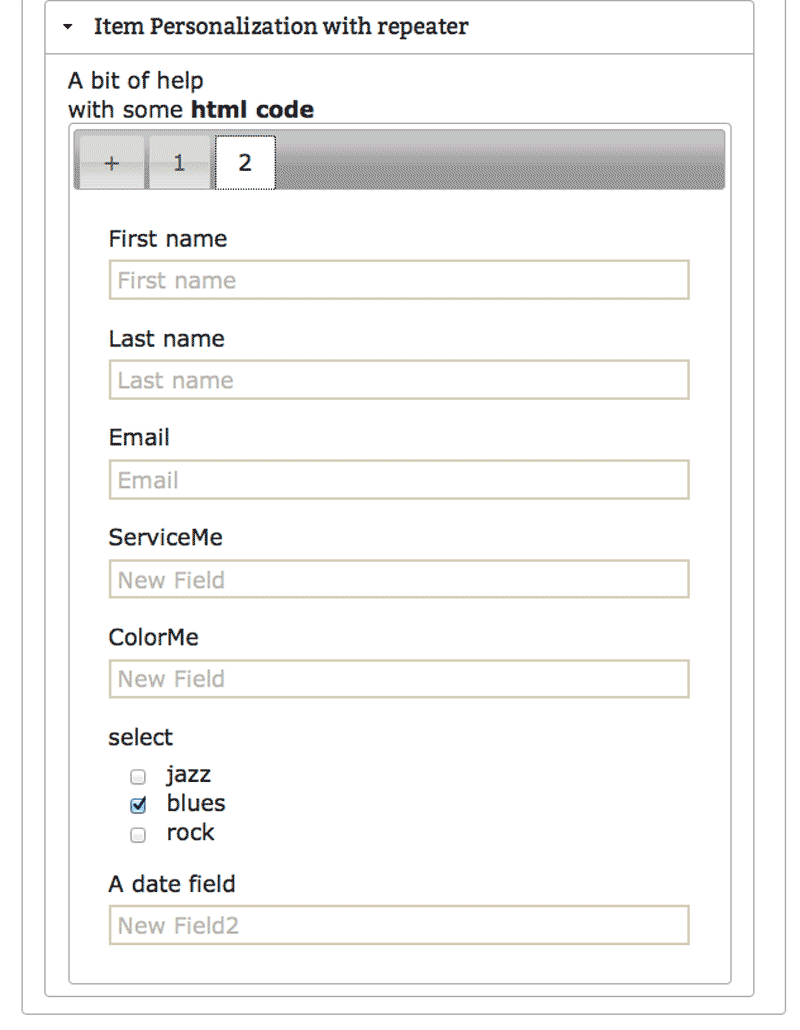 Item Personalization with repeater
A bit of help
with some html code
+ 1 2
First name
First name
Last name
Last name
Email
Email
ServiceMe
New Field
ColorMe
New Field
select
jazz
blues
rock
A date field
New Field2